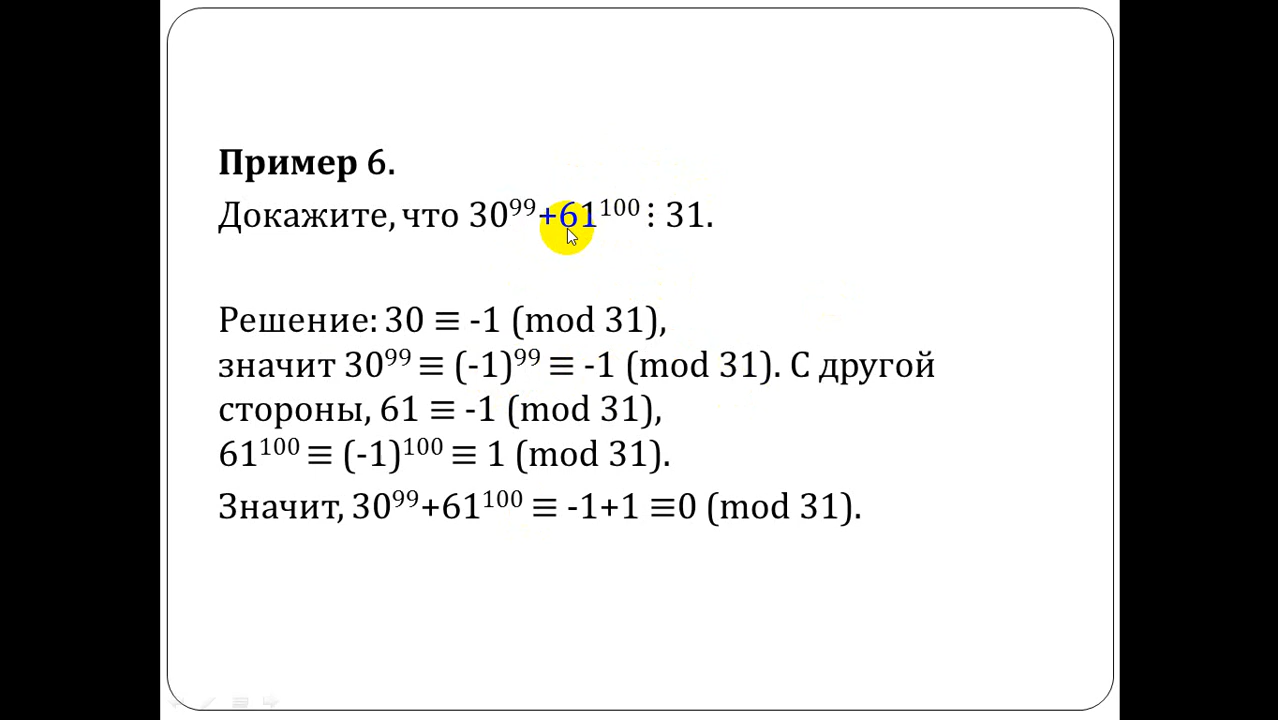 Пример 6.
Докажите, что 30⁹⁹+61¹⁰⁰ ⋮ 31.
Решение: 30 ≡ -1 (mod 31),
значит 30⁹⁹ ≡ (-1)⁹⁹ ≡ -1 (mod 31). С другой
стороны, 61 ≡ -1 (mod 31),
61¹⁰⁰ ≡ (-1)¹⁰⁰ ≡ 1 (mod 31).
Значит, 30⁹⁹+61¹⁰⁰ ≡ -1+1 ≡0 (mod 31).